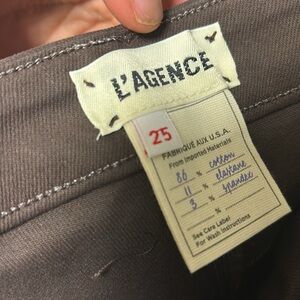 L'AGENCE
25
FABRIQUE AUX U.S.A.
From Imported Materials
86 % cotton
11 % elastane
3 % spandex
%
See Care Label
For Wash Instructions